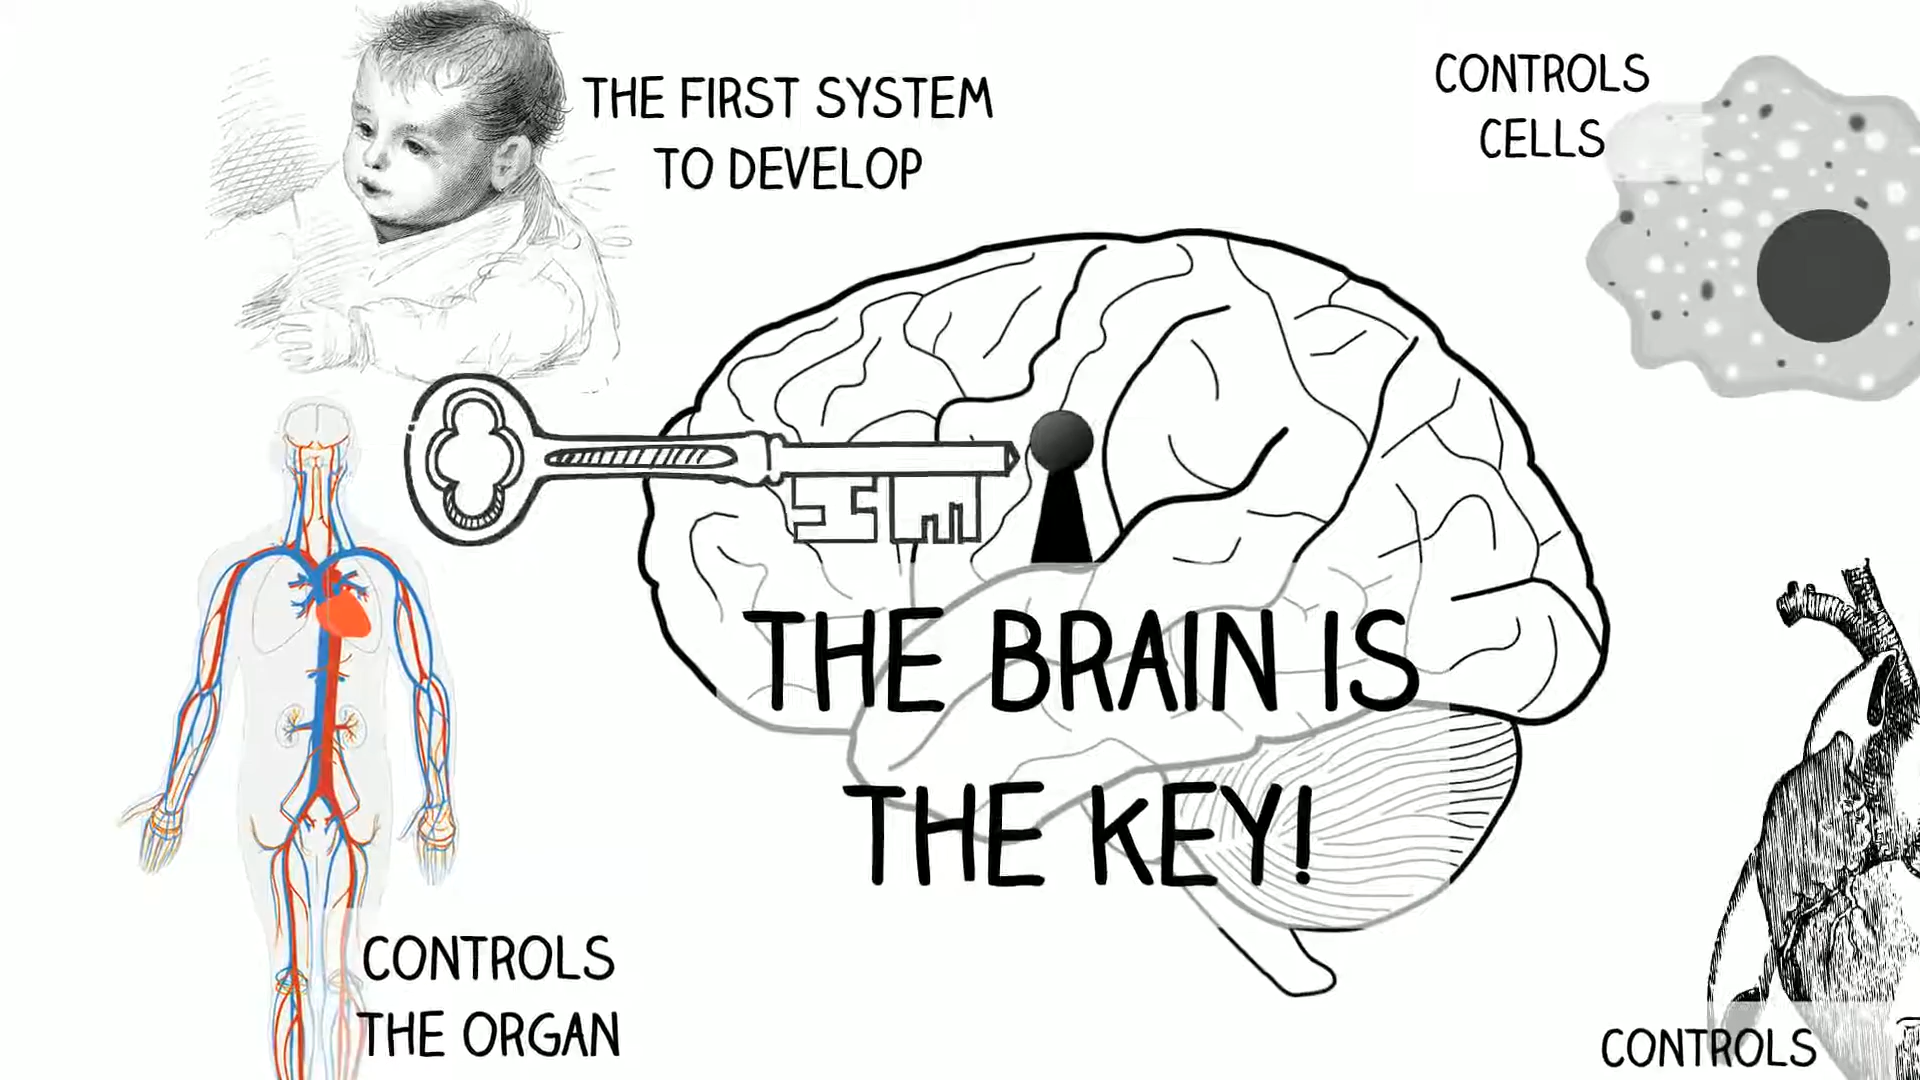 THE FIRST SYSTEM
TO DEVELOP
CONTROLS
CELLS
THE BRAIN IS
THE KEY!
CONTROLS
THE ORGAN
CONTROLS